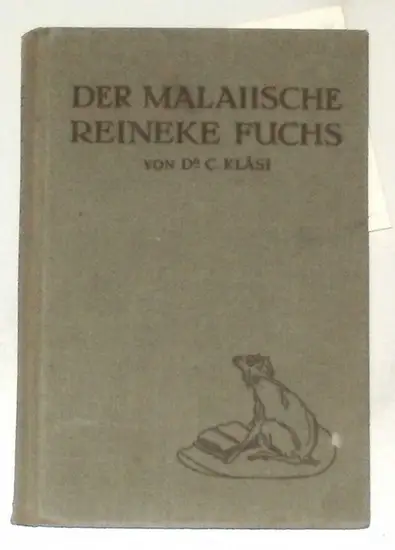 DER MALAIISCHE
REINEKE FUCHS
VON DR C. KLÄSI